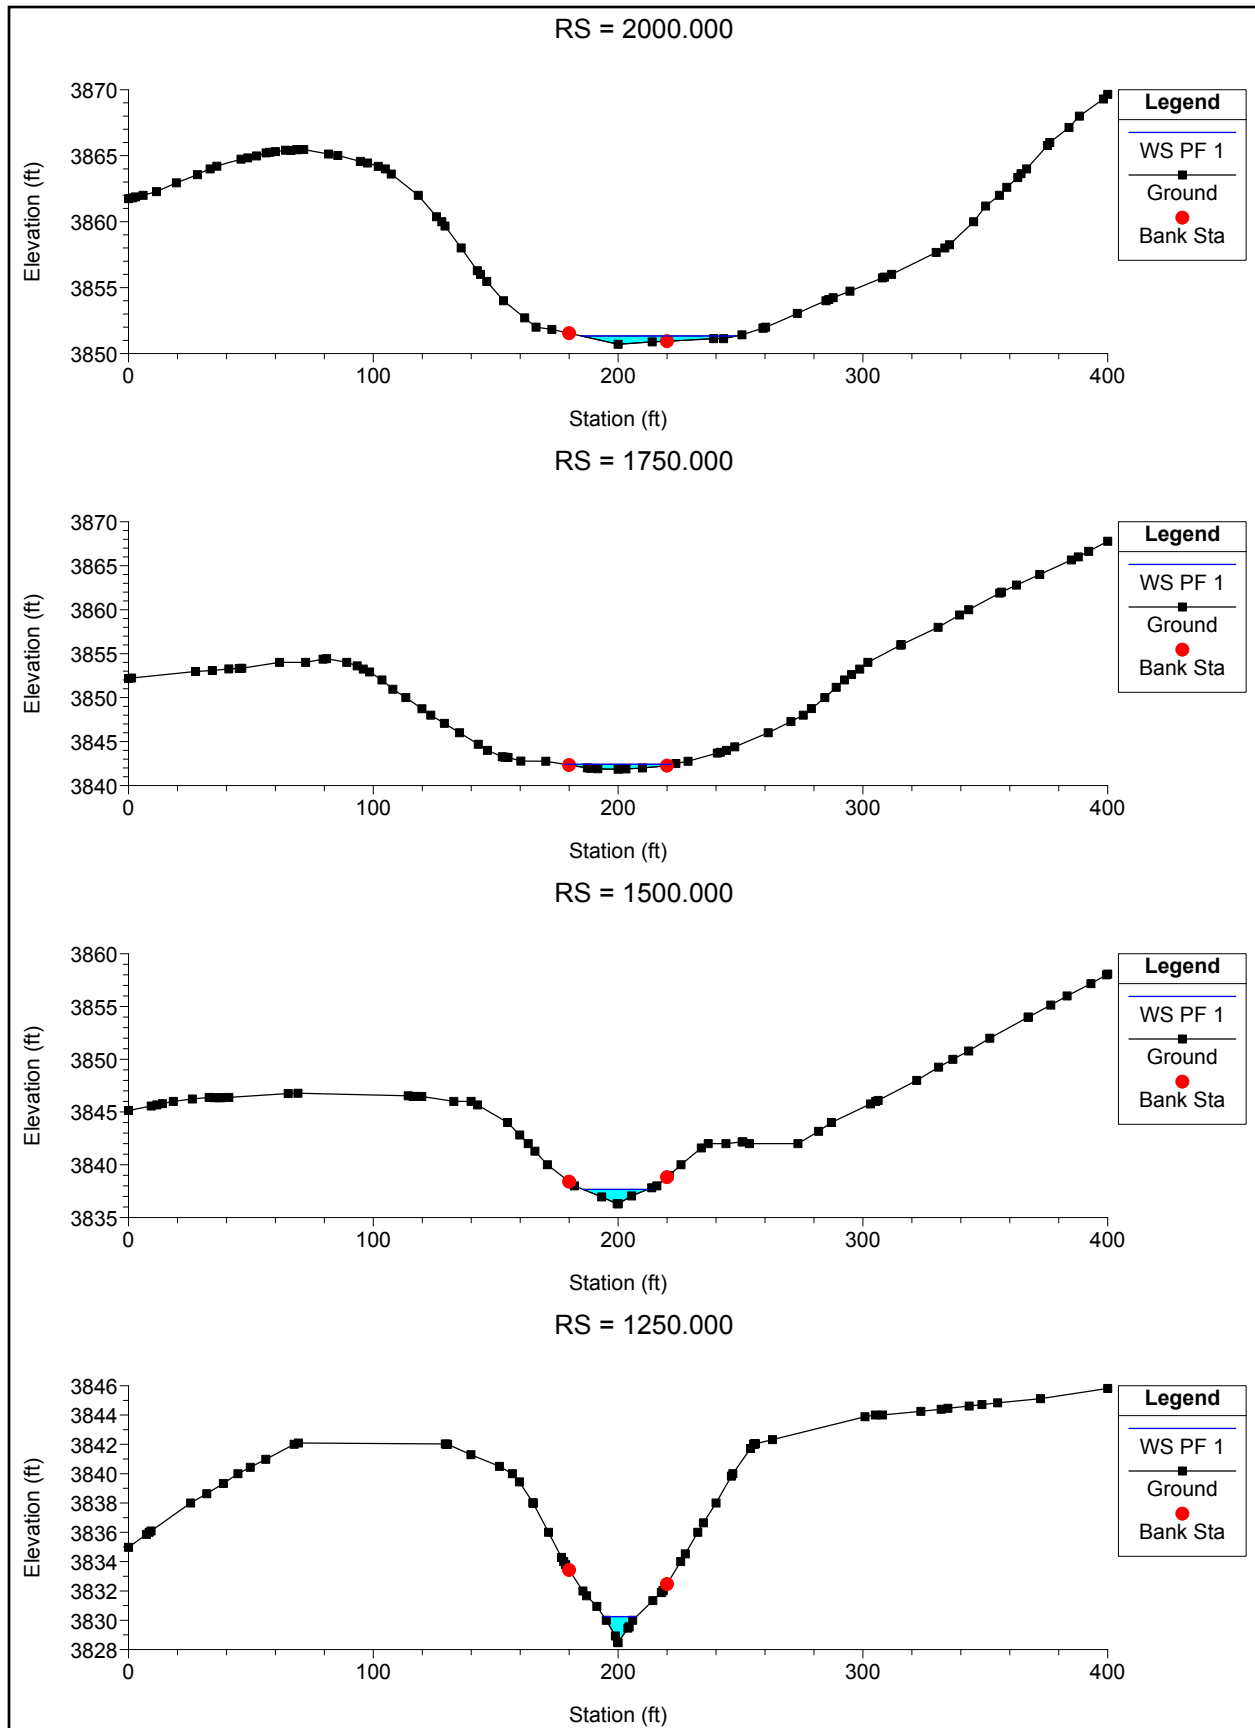 RS = 2000.000
3870
3865
3860
3855
3850
Elevation (ft)
0 100 200 300 400
Station (ft)
Legend
WS PF 1
Ground
Bank Sta
RS = 1750.000
3870
3865
3860
3855
3850
3845
3840
Elevation (ft)
0 100 200 300 400
Station (ft)
Legend
WS PF 1
Ground
Bank Sta
RS = 1500.000
3860
3855
3850
3845
3840
3835
Elevation (ft)
0 100 200 300 400
Station (ft)
Legend
WS PF 1
Ground
Bank Sta
RS = 1250.000
3846
3844
3842
3840
3838
3836
3834
3832
3830
3828
Elevation (ft)
0 100 200 300 400
Station (ft)
Legend
WS PF 1
Ground
Bank Sta